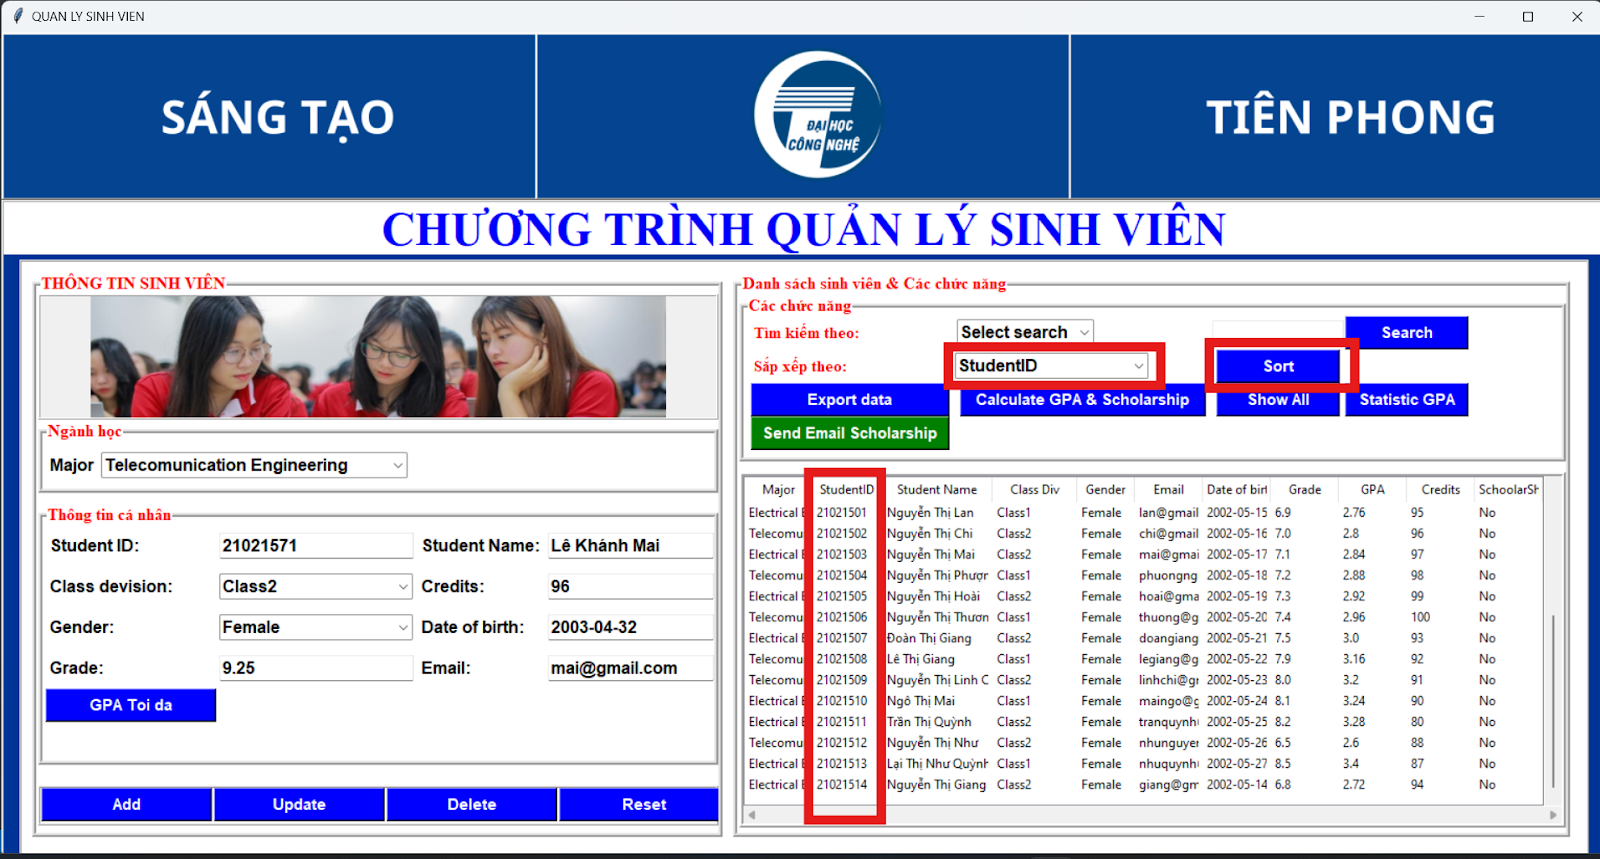 QUAN LY SINH VIEN
SÁNG TẠO
ĐẠI HỌC
CÔNG NGHỆ
TIÊN PHONG
CHƯƠNG TRÌNH QUẢN LÝ SINH VIÊN
THÔNG TIN SINH VIÊN
Ngành học
Major Telecomunication Engineering
Thông tin cá nhân
Student ID: 21021571 Student Name: Lê Khánh Mai
Class devision: Class2 Credits: 96
Gender: Female Date of birth: 2003-04-32
Grade: 9.25 Email: mai@gmail.com
GPA Toi da
Add Update Delete Reset
Danh sách sinh viên & Các chức năng
Các chức năng
Tìm kiếm theo: Select search Search
Sắp xếp theo: StudentID Sort
Export data Calculate GPA & Scholarship Show All Statistic GPA
Send Email Scholarship
Major StudentID Student Name Class Div Gender Email Date of birt Grade GPA Credits SchoolarSh
Electrical E 21021501 Nguyễn Thị Lan Class1 Female lan@gmail 2002-05-15 6.9 2.76 95 No
Telecomu 21021502 Nguyễn Thị Chi Class2 Female chi@gmail 2002-05-16 7.0 2.8 96 No
Electrical E 21021503 Nguyễn Thị Mai Class2 Female mai@gmai 2002-05-17 7.1 2.84 97 No
Telecomu 21021504 Nguyễn Thị Phượn Class1 Female phuongng 2002-05-18 7.2 2.88 98 No
Electrical E 21021505 Nguyễn Thị Hoài Class2 Female hoai@gma 2002-05-19 7.3 2.92 99 No
Telecomu 21021506 Nguyễn Thị Thươn Class1 Female thuong@g 2002-05-20 7.4 2.96 100 No
Electrical E 21021507 Đoàn Thị Giang Class2 Female doangiang 2002-05-21 7.5 3.0 93 No
Telecomu 21021508 Lê Thị Giang Class1 Female legiang@g 2002-05-22 7.9 3.16 92 No
Telecomu 21021509 Nguyễn Thị Linh C Class2 Female linhchi@gr 2002-05-23 8.0 3.2 91 No
Electrical E 21021510 Ngô Thị Mai Class1 Female maingo@g 2002-05-24 8.1 3.24 90 No
Electrical E 21021511 Trần Thị Quỳnh Class2 Female tranquynh 2002-05-25 8.2 3.28 80 No
Telecomu 21021512 Nguyễn Thị Như Class2 Female nhunguyer 2002-05-26 6.5 2.6 88 No
Electrical E 21021513 Lại Thị Như Quỳnh Class1 Female nhuquynh 2002-05-27 8.5 3.4 87 No
Electrical E 21021514 Nguyễn Thị Giang Class2 Female giang@gm 2002-05-14 6.8 2.72 94 No